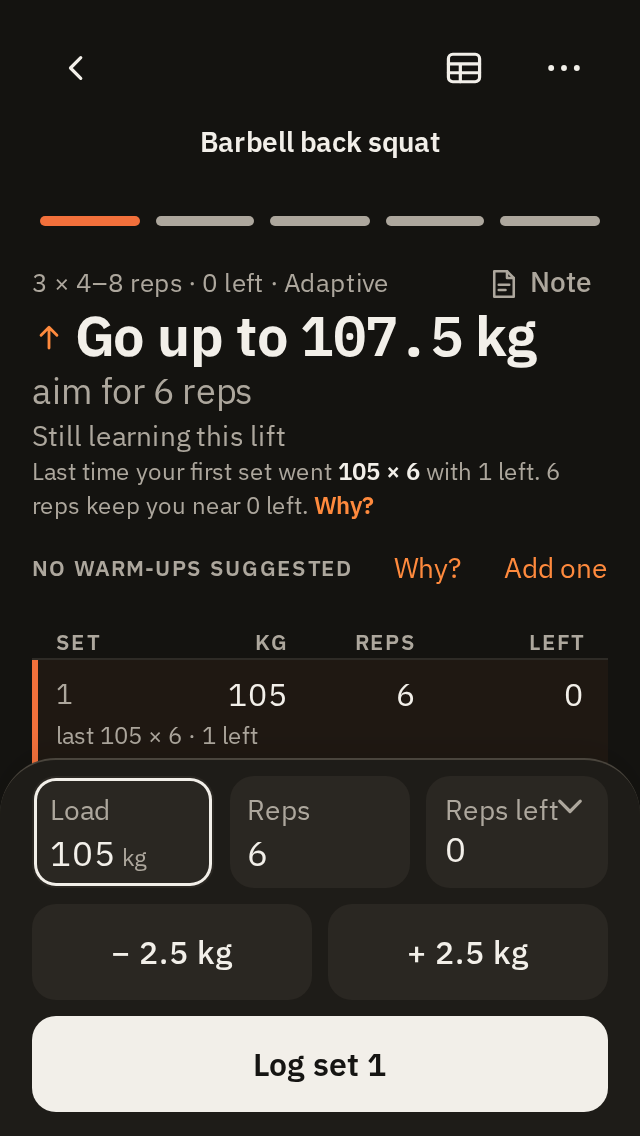 Barbell back squat
3 × 4–8 reps · 0 left · Adaptive
Note
↑ Go up to 107.5 kg
aim for 6 reps
Still learning this lift
Last time your first set went 105 × 6 with 1 left. 6
reps keep you near 0 left. Why?
NO WARM-UPS SUGGESTED Why? Add one
SET KG REPS LEFT
1 105 6 0
last 105 × 6 · 1 left
Load Reps Reps left
105 kg 6 0
− 2.5 kg + 2.5 kg
Log set 1